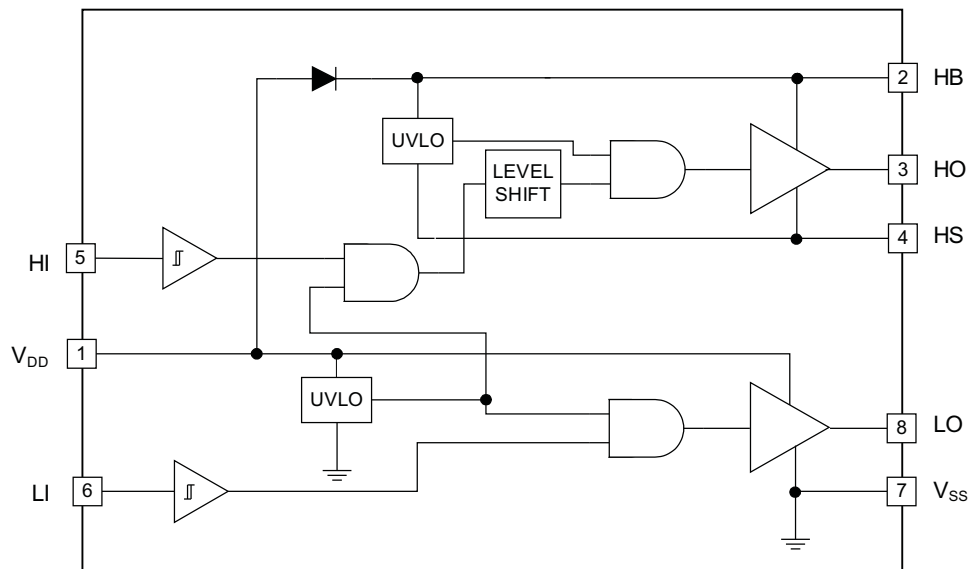 2 HB
UVLO
LEVEL
SHIFT
3 HO
4 HS
HI 5
VDD 1
UVLO
8 LO
LI 6
7 VSS